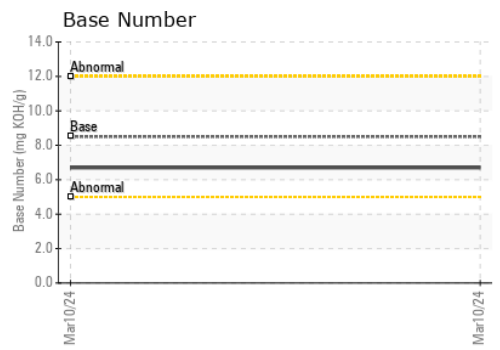 Base Number
14.0
Abnormal
12.0
10.0
Base
8.0
6.0
Abnormal
4.0
2.0
0.0
Base Number (mg KOH/g)
Mar10/24
Mar10/24